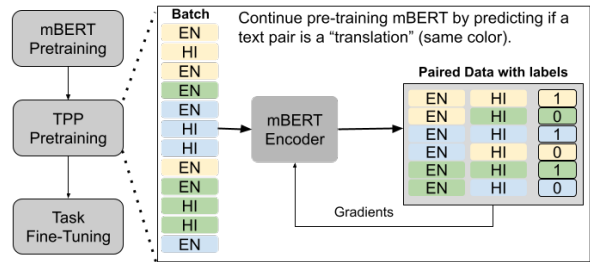 mBERT
Pretraining
TPP
Pretraining
Task
Fine-Tuning
Batch
EN
HI
EN
EN
EN
HI
HI
EN
EN
HI
HI
EN
Continue pre-training mBERT by predicting if a
text pair is a “translation” (same color).
mBERT
Encoder
Paired Data with labels
EN HI 1
EN HI 0
EN HI 1
EN HI 0
EN HI 1
EN HI 0
Gradients